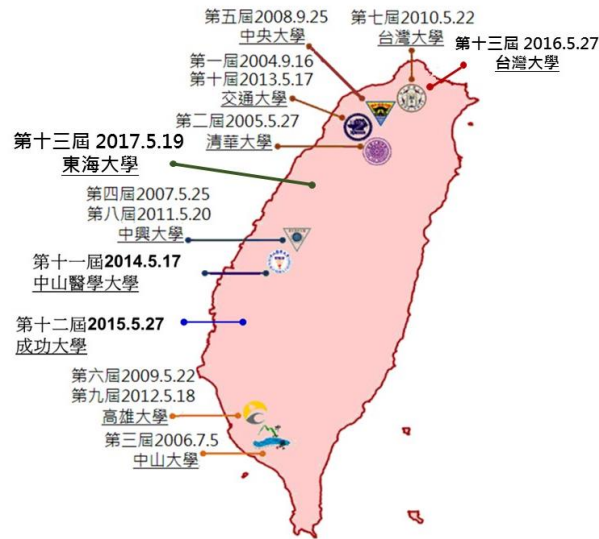 第五屆2008.9.25
中央大學
第七屆2010.5.22
台灣大學
第十三屆 2016.5.27
台灣大學
第一屆2004.9.16
第十屆2013.5.17
交通大學
第二屆2005.5.27
清華大學
第十三屆 2017.5.19
東海大學
第四屆2007.5.25
第八屆2011.5.20
中興大學
第十一屆2014.5.17
中山醫學大學
第十二屆2015.5.27
成功大學
第六屆2009.5.22
第九屆2012.5.18
高雄大學
第三屆2006.7.5
中山大學